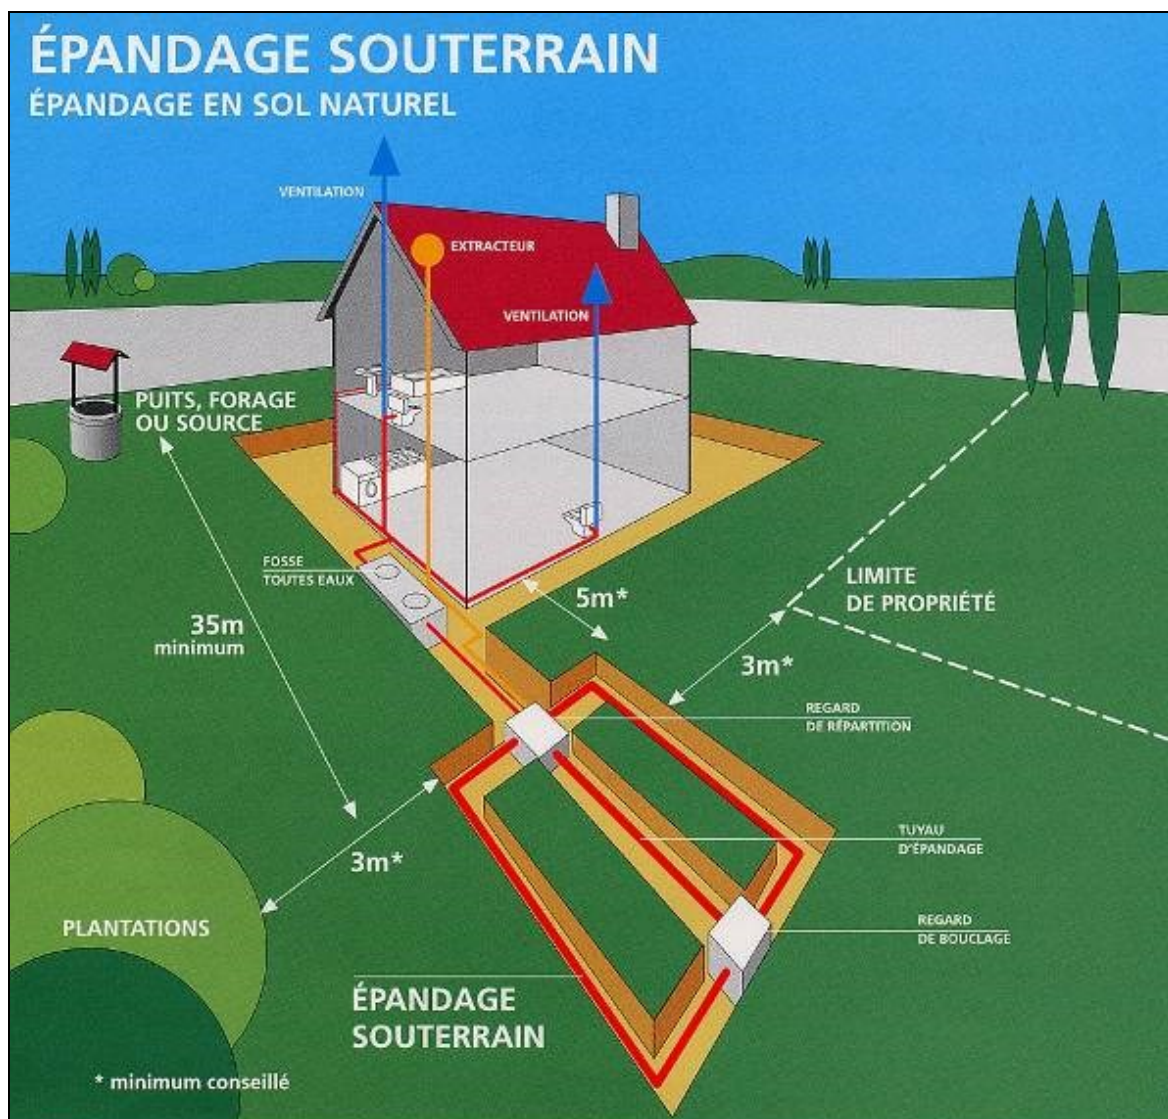 ÉPANDAGE SOUTERRAIN
ÉPANDAGE EN SOL NATUREL
VENTILATION
EXTRACTEUR
VENTILATION
PUITS, FORAGE
OU SOURCE
FOSSE
TOUTES EAUX
5m*
LIMITE
DE PROPRIÉTÉ
35m
minimum
3m*
REGARD
DE RÉPARTITION
TUYAU
D'ÉPANDAGE
3m*
PLANTATIONS
REGARD
DE BOUCLAGE
ÉPANDAGE
SOUTERRAIN
* minimum conseillé